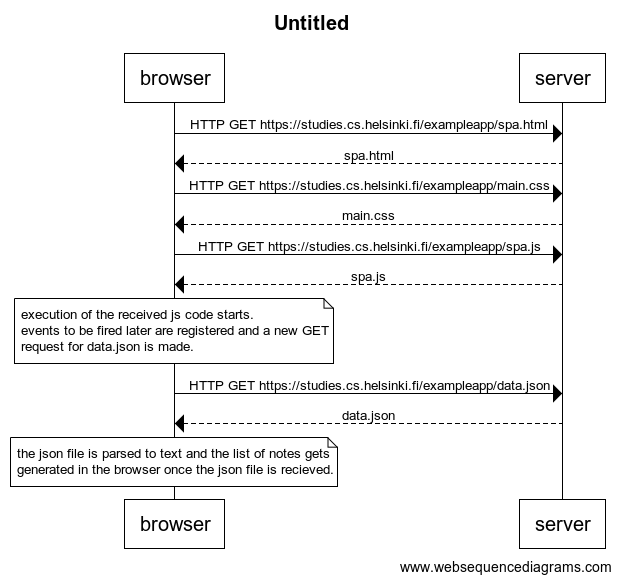 Untitled
browser
server
HTTP GET https://studies.cs.helsinki.fi/exampleapp/spa.html
spa.html
HTTP GET https://studies.cs.helsinki.fi/exampleapp/main.css
main.css
HTTP GET https://studies.cs.helsinki.fi/exampleapp/spa.js
spa.js
execution of the received js code starts.
events to be fired later are registered and a new GET
request for data.json is made.
HTTP GET https://studies.cs.helsinki.fi/exampleapp/data.json
data.json
the json file is parsed to text and the list of notes gets
generated in the browser once the json file is recieved.
browser
server
www.websequencediagrams.com